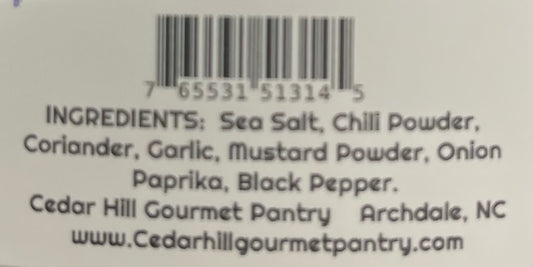 7 65531 51314 5
INGREDIENTS: Sea Salt, Chili Powder,
Coriander, Garlic, Mustard Powder, Onion
Paprika, Black Pepper.
Cedar Hill Gourmet Pantry Archdale, NC
www.Cedarhillgourmetpantry.com